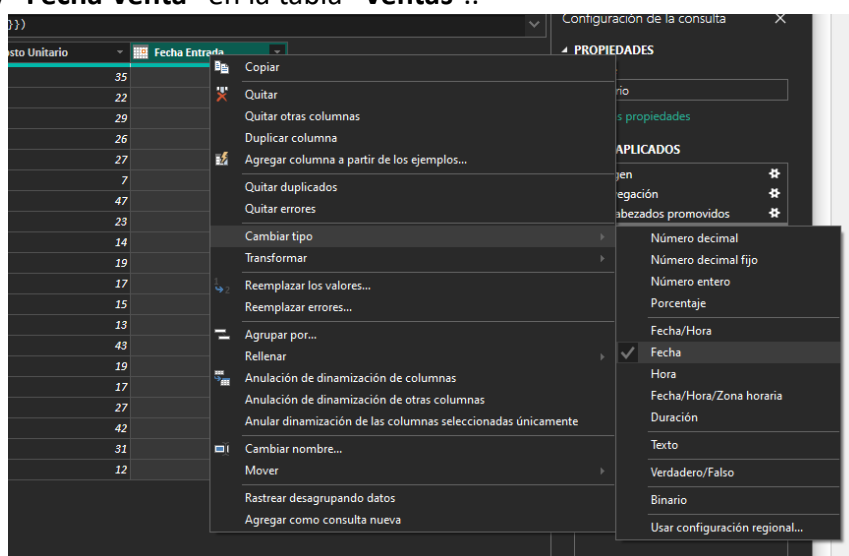 "Fecha Venta" en la tabla "Ventas".:
}})
Configuración de la consulta
Costo Unitario
Fecha Entrada
PROPIEDADES
35
22
29
26
27
7
47
23
14
19
17
15
13
43
19
17
27
42
31
12
Copiar
Quitar
Quitar otras columnas
Duplicar columna
Agregar columna a partir de los ejemplos...
Quitar duplicados
Quitar errores
Cambiar tipo
Transformar
Reemplazar los valores...
Reemplazar errores...
Agrupar por...
Rellenar
Anulación de dinamización de columnas
Anulación de dinamización de otras columnas
Anular dinamización de las columnas seleccionadas únicamente
Cambiar nombre...
Mover
Rastrear desagrupando datos
Agregar como consulta nueva
rio
s propiedades
APLICADOS
gen
egación
abezados promovidos
Número decimal
Número decimal fijo
Número entero
Porcentaje
Fecha/Hora
Fecha
Hora
Fecha/Hora/Zona horaria
Duración
Texto
Verdadero/Falso
Binario
Usar configuración regional...